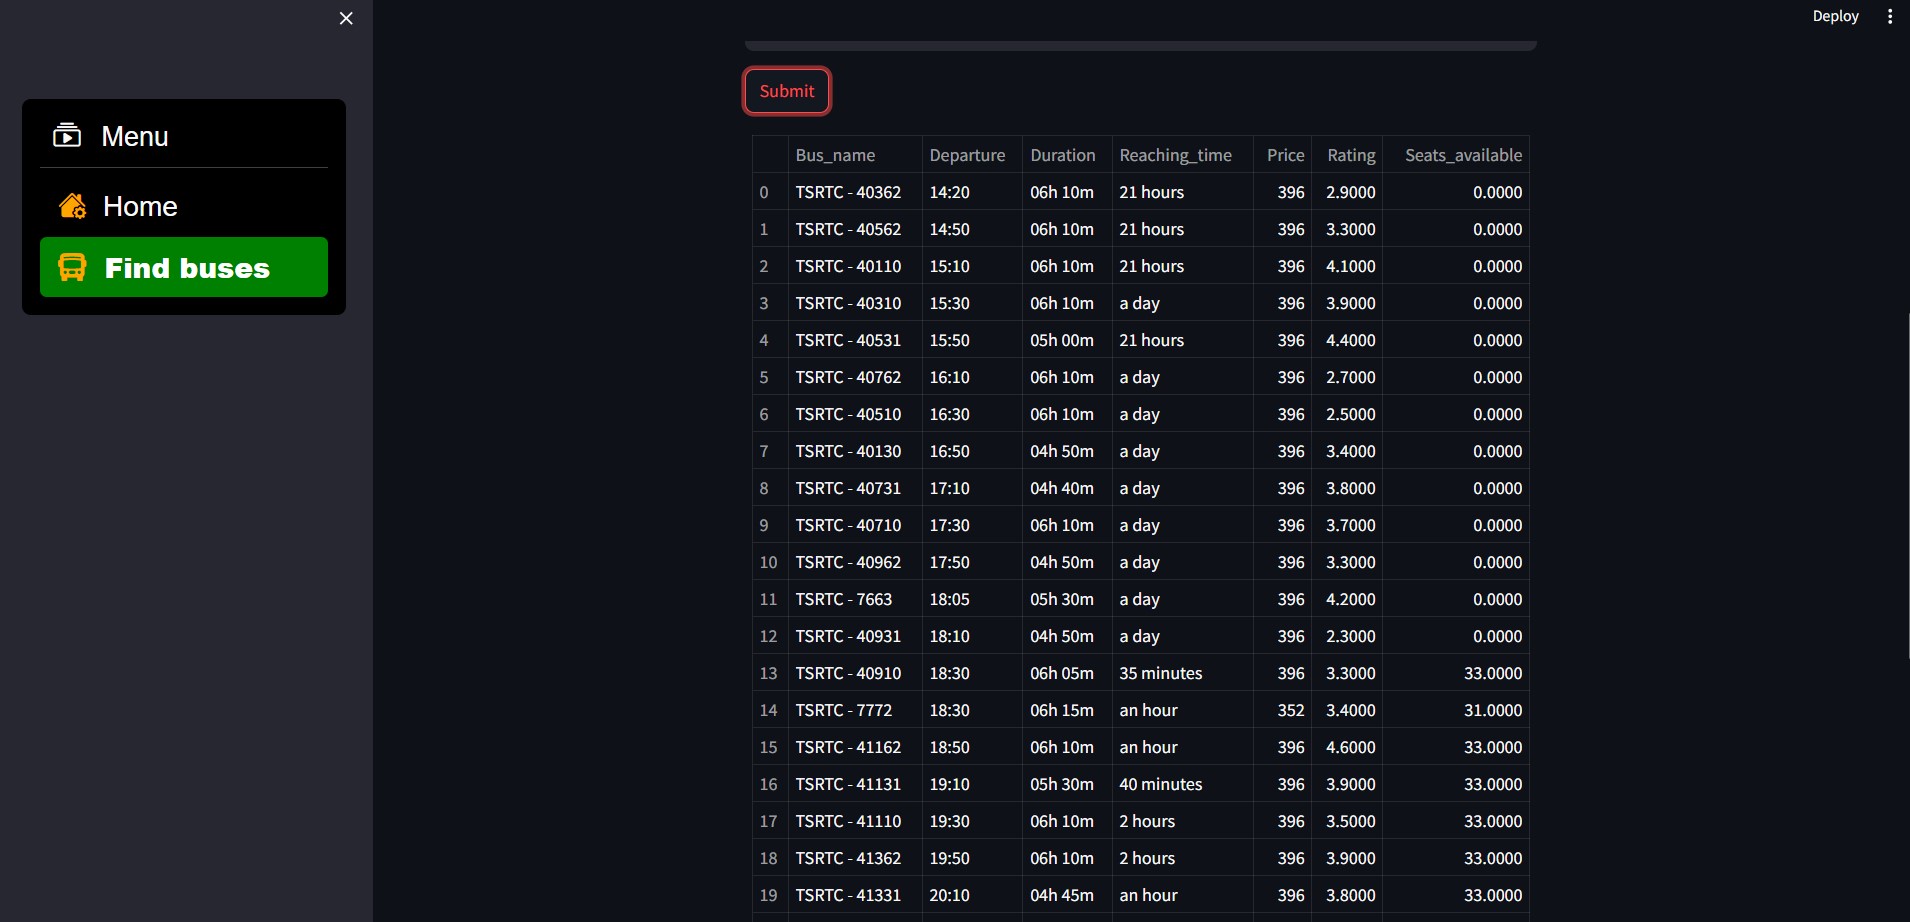 Deploy
Menu
Home
Find buses
Submit
Bus_name Departure Duration Reaching_time Price Rating Seats_available
0 TSRTC - 40362 14:20 06h 10m 21 hours 396 2.9000 0.0000
1 TSRTC - 40562 14:50 06h 10m 21 hours 396 3.3000 0.0000
2 TSRTC - 40110 15:10 06h 10m 21 hours 396 4.1000 0.0000
3 TSRTC - 40310 15:30 06h 10m a day 396 3.9000 0.0000
4 TSRTC - 40531 15:50 05h 00m 21 hours 396 4.4000 0.0000
5 TSRTC - 40762 16:10 06h 10m a day 396 2.7000 0.0000
6 TSRTC - 40510 16:30 06h 10m a day 396 2.5000 0.0000
7 TSRTC - 40130 16:50 04h 50m a day 396 3.4000 0.0000
8 TSRTC - 40731 17:10 04h 40m a day 396 3.8000 0.0000
9 TSRTC - 40710 17:30 06h 10m a day 396 3.7000 0.0000
10 TSRTC - 40962 17:50 04h 50m a day 396 3.3000 0.0000
11 TSRTC - 7663 18:05 05h 30m a day 396 4.2000 0.0000
12 TSRTC - 40931 18:10 04h 50m a day 396 2.3000 0.0000
13 TSRTC - 40910 18:30 06h 05m 35 minutes 396 3.3000 33.0000
14 TSRTC - 7772 18:30 06h 15m an hour 352 3.4000 31.0000
15 TSRTC - 41162 18:50 06h 10m an hour 396 4.6000 33.0000
16 TSRTC - 41131 19:10 05h 30m 40 minutes 396 3.9000 33.0000
17 TSRTC - 41110 19:30 06h 10m 2 hours 396 3.5000 33.0000
18 TSRTC - 41362 19:50 06h 10m 2 hours 396 3.9000 33.0000
19 TSRTC - 41331 20:10 04h 45m an hour 396 3.8000 33.0000